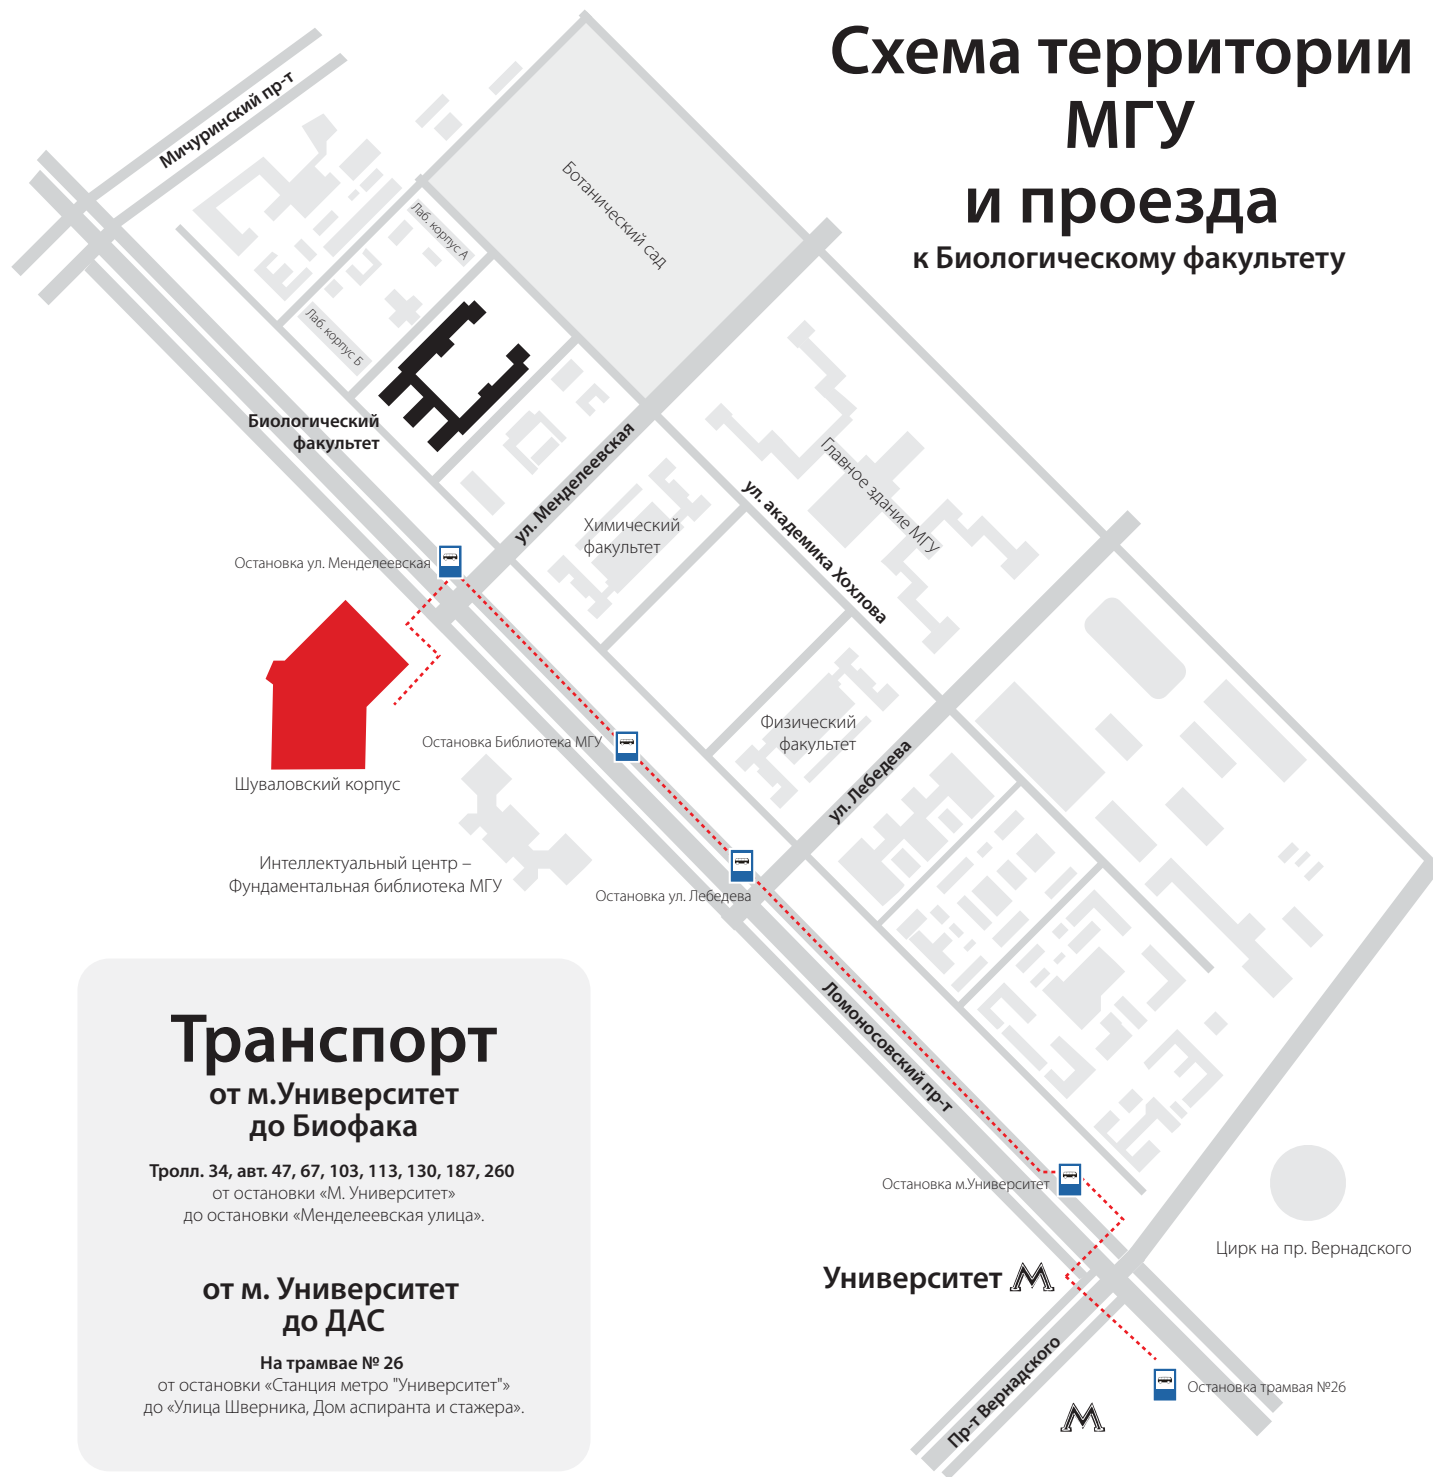 Схема территории
МГУ
и проезда
к Биологическому факультету
Мичуринский пр-т
Ботанический сад
Лаб. корпус А
Лаб. корпус Б
Биологический
факультет
ул. Менделеевская
Главное здание МГУ
ул. академика Хохлова
Химический
факультет
Остановка ул. Менделеевская
Физический
факультет
Остановка Библиотека МГУ
ул. Лебедева
Шуваловский корпус
Интеллектуальный центр –
Фундаментальная библиотека МГУ
Остановка ул. Лебедева
Ломоносовский пр-т
Остановка м.Университет
Цирк на пр. Вернадского
Университет
Пр-т Вернадского
Остановка трамвая №26
Транспорт
от м.Университет
до Биофака
Тролл. 34, авт. 47, 67, 103, 113, 130, 187, 260
от остановки «М. Университет»
до остановки «Менделеевская улица».
от м. Университет
до ДАС
На трамвае № 26
от остановки «Станция метро "Университет"»
до «Улица Шверника, Дом аспиранта и стажера».